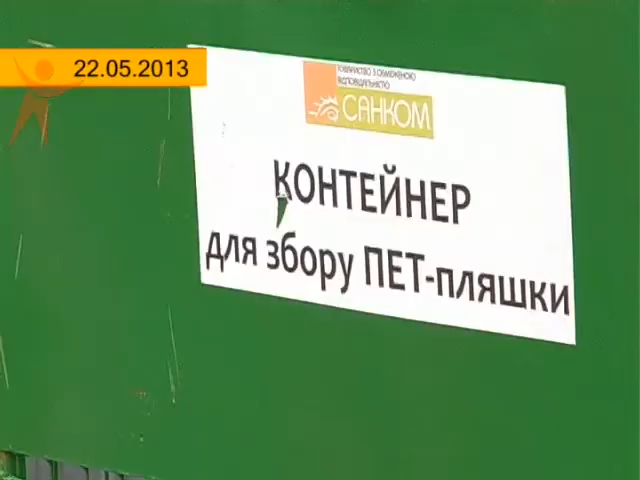 22.05.2013
ТОВАРИСТВО З ОБМЕЖЕНОЮ
ВІДПОВІДАЛЬНІСТЮ
САНКОМ
КОНТЕЙНЕР
для збору ПЕТ-пляшки